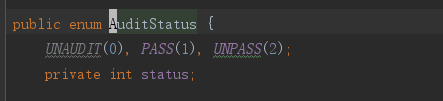 public enum AuditStatus {
UNAUDIT(0), PASS(1), UNPASS(2);
private int status;